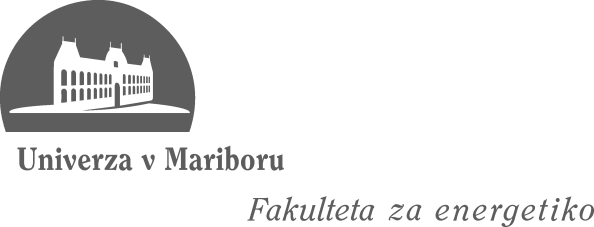 Univerza v Mariboru
Fakulteta za energetiko